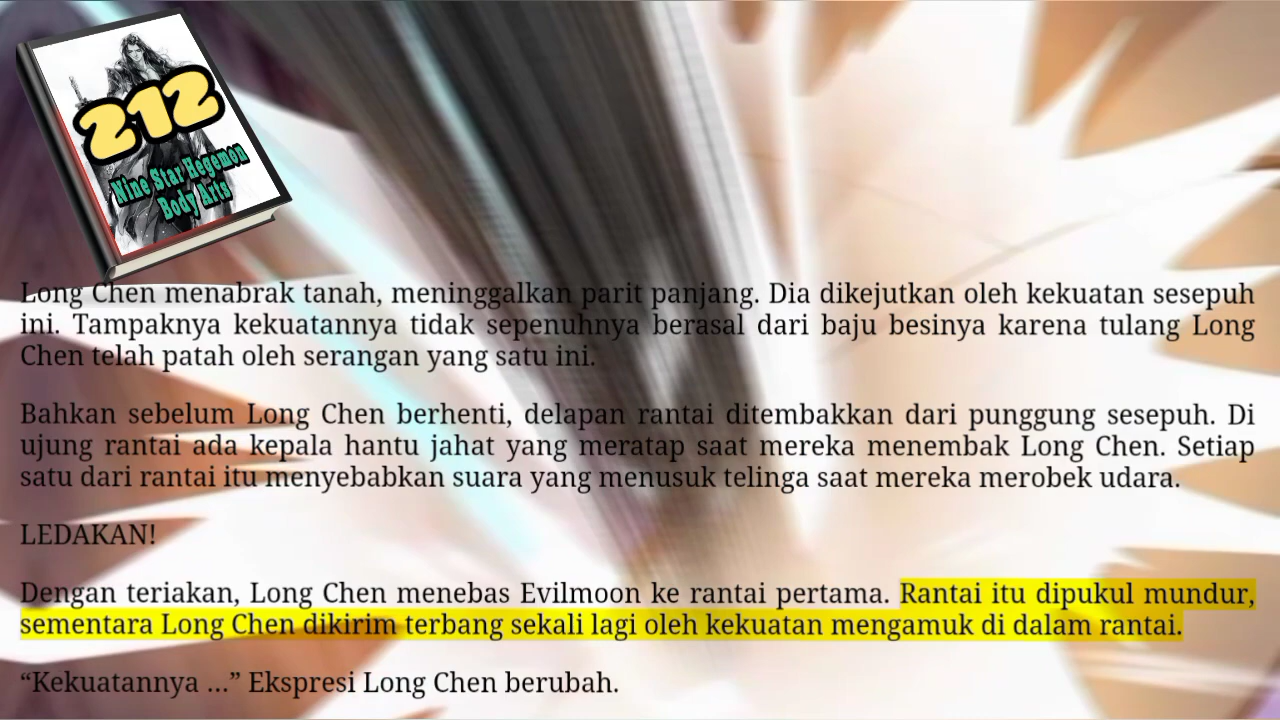 212
Nine Star Hegemon
Body Arts
Long Chen menabrak tanah, meninggalkan parit panjang. Dia dikejutkan oleh kekuatan sesepuh
ini. Tampaknya kekuatannya tidak sepenuhnya berasal dari baju besinya karena tulang Long
Chen telah patah oleh serangan yang satu ini.
Bahkan sebelum Long Chen berhenti, delapan rantai ditembakkan dari punggung sesepuh. Di
ujung rantai ada kepala hantu jahat yang meratap saat mereka menembak Long Chen. Setiap
satu dari rantai itu menyebabkan suara yang menusuk telinga saat mereka merobek udara.
LEDAKAN!
Dengan teriakan, Long Chen menebas Evilmoon ke rantai pertama. Rantai itu dipukul mundur,
sementara Long Chen dikirim terbang sekali lagi oleh kekuatan mengamuk di dalam rantai.
“Kekuatannya ...” Ekspresi Long Chen berubah.